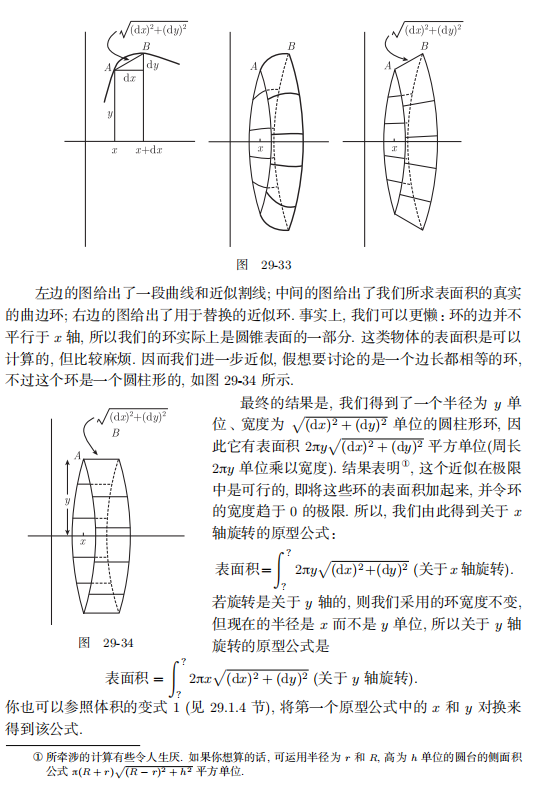 √(dx)²+(dy)²
B
A
dy
dx
y
x
x+dx
B
A
x
√(dx)²+(dy)²
B
A
x
图 29-33
左边的图给出了一段曲线和近似割线; 中间的图给出了我们所求表面积的真实
的曲边环; 右边的图给出了用于替换的近似环. 事实上, 我们可以更懒: 环的边并不
平行于 x 轴, 所以我们的环实际上是圆锥表面的一部分. 这类物体的表面积是可以
计算的, 但比较麻烦. 因而我们进一步近似, 假想要讨论的是一个边长都相等的环,
不过这个环是一个圆柱形的, 如图 29-34 所示.
√(dx)²+(dy)²
B
A
y
x
图 29-34
最终的结果是, 我们得到了一个半径为 y 单
位、宽度为 √(dx)² + (dy)² 单位的圆柱形环, 因
此它有表面积 2πy√(dx)² + (dy)² 平方单位(周长
2πy 单位乘以宽度). 结果表明①, 这个近似在极限
中是可行的, 即将这些环的表面积加起来, 并令环
的宽度趋于 0 的极限. 所以, 我们由此得到关于 x
轴旋转的原型公式:
表面积=∫?? 2πy√(dx)²+(dy)² (关于 x 轴旋转).
若旋转是关于 y 轴的, 则我们采用的环宽度不变,
但现在的半径是 x 而不是 y 单位, 所以关于 y 轴
旋转的原型公式是
表面积 = ∫?? 2πx√(dx)² + (dy)² (关于 y 轴旋转).
你也可以参照体积的变式 1 (见 29.1.4 节), 将第一个原型公式中的 x 和 y 对换来
得到该公式.
① 所牵涉的计算有些令人生厌. 如果你想算的话, 可运用半径为 r 和 R, 高为 h 单位的圆台的侧面积
公式 π(R + r)√(R − r)² + h² 平方单位.